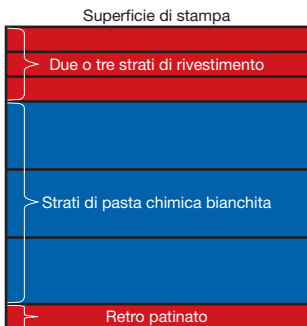 Superficie di stampa
Due o tre strati di rivestimento
Strati di pasta chimica bianchita
Retro patinato